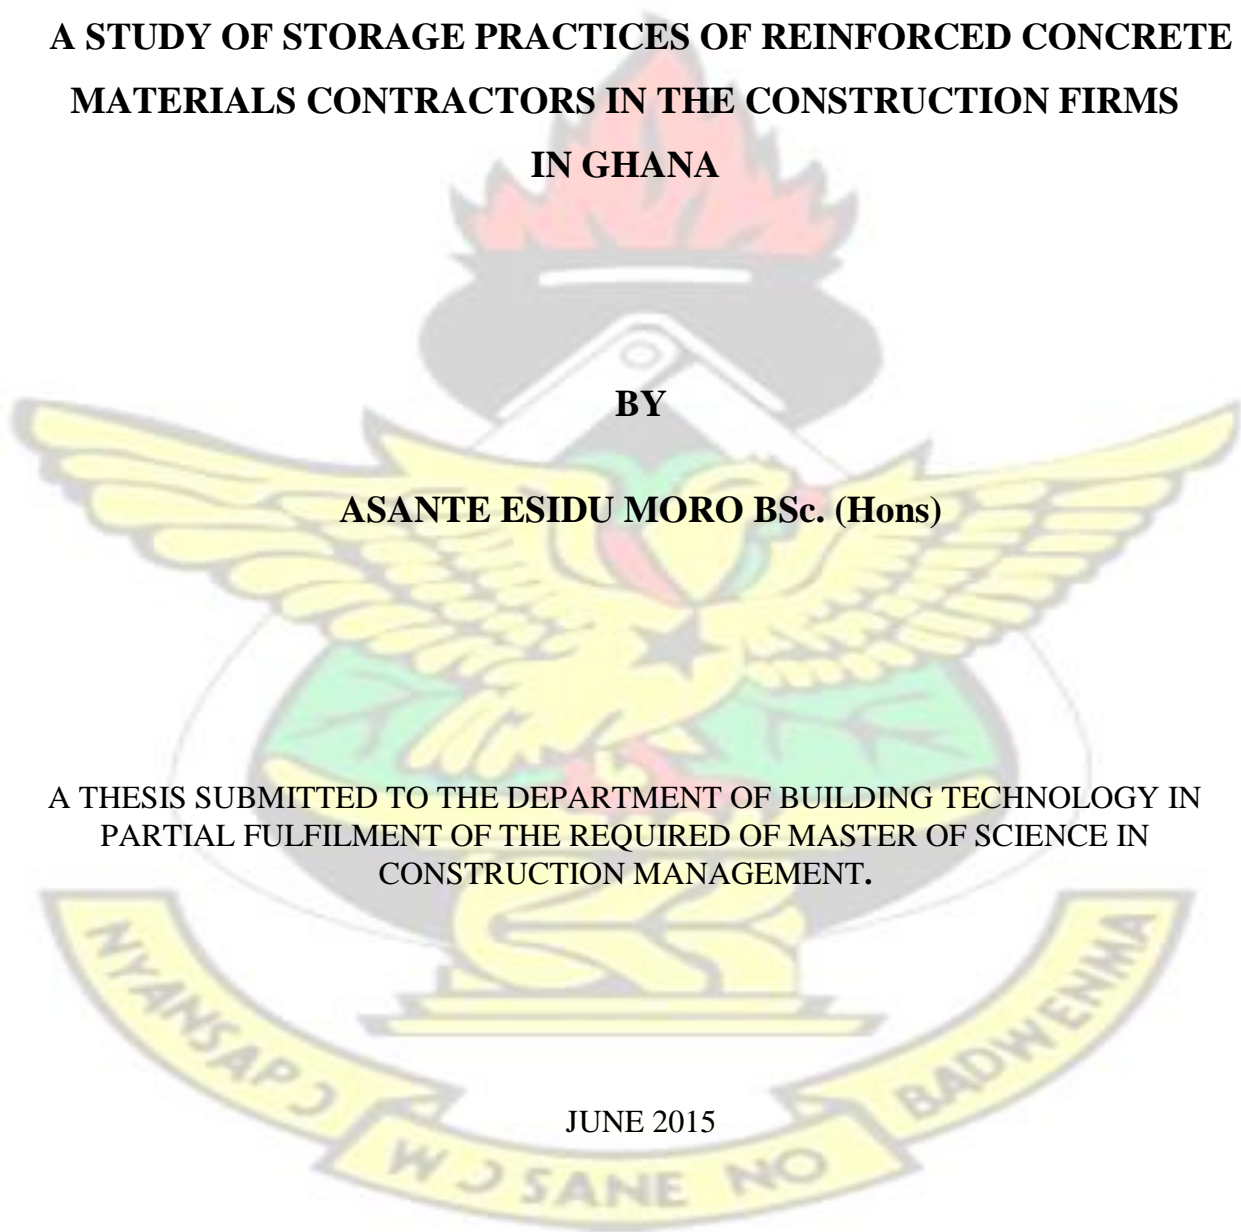 A STUDY OF STORAGE PRACTICES OF REINFORCED CONCRETE
MATERIALS CONTRACTORS IN THE CONSTRUCTION FIRMS
IN GHANA
BY
ASANTE ESIDU MORO BSc. (Hons)
A THESIS SUBMITTED TO THE DEPARTMENT OF BUILDING TECHNOLOGY IN
PARTIAL FULFILMENT OF THE REQUIRED OF MASTER OF SCIENCE IN
CONSTRUCTION MANAGEMENT.
JUNE 2015
NYANSAPƆ
WƆSANE NO
BADWENMA